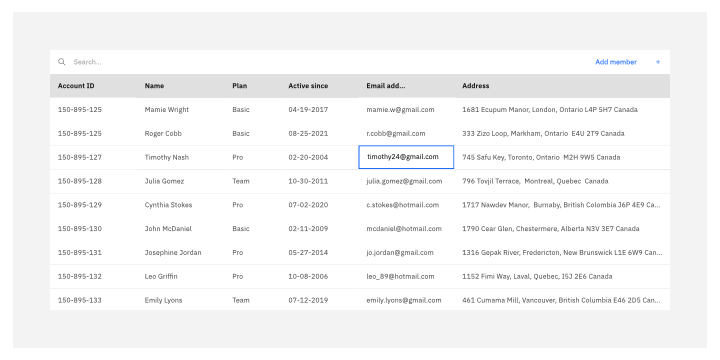 Search... Add member +
Account ID Name Plan Active since Email add... Address
150-895-125 Mamie Wright Basic 04-19-2017 mamie.w@gmail.com 1681 Ecupum Manor, London, Ontario L4P 5H7 Canada
150-895-125 Roger Cobb Basic 08-25-2021 r.cobb@gmail.com 333 Zizo Loop, Markham, Ontario E4U 2T9 Canada
150-895-127 Timothy Nash Pro 02-20-2004 timothy24@gmail.com 745 Safu Key, Toronto, Ontario M2H 9W5 Canada
150-895-128 Julia Gomez Team 10-30-2011 julia.gomez@gmail.com 796 Tovjil Terrace, Montreal, Quebec Canada
150-895-129 Cynthia Stokes Pro 07-02-2020 c.stokes@hotmail.com 1717 Nawdev Manor, Burnaby, British Colombia J6P 4E9 Ca...
150-895-130 John McDaniel Basic 02-11-2009 mcdaniel@hotmail.com 1790 Cear Glen, Chestermere, Alberta N3V 3E7 Canada
150-895-131 Josephine Jordan Pro 05-27-2014 jo.jordan@gmail.com 1316 Gepak River, Fredericton, New Brunswick L1E 6W9 Can...
150-895-132 Leo Griffin Pro 10-08-2006 leo_89@hotmail.com 1152 Fimi Way, Laval, Quebec, I5J 2E6 Canada
150-895-133 Emily Lyons Team 07-12-2019 emily.lyons@gmail.com 461 Cumama Mill, Vancouver, British Columbia E46 2D5 Can...